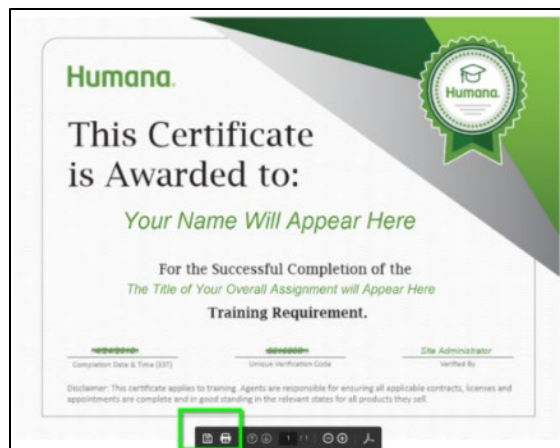 Humana.
Humana.
This Certificate
is Awarded to:
Your Name Will Appear Here
For the Successful Completion of the
The Title of Your Overall Assignment will Appear Here
Training Requirement.
Site Administrator
Completion Date & Time (EST)
Unique Verification Code
Verified By
Disclaimer: This certificate applies to training. Agents are responsible for ensuring all applicable contracts, licenses and
appointments are complete and in good standing in the relevant states for all products they sell.
1 / 1